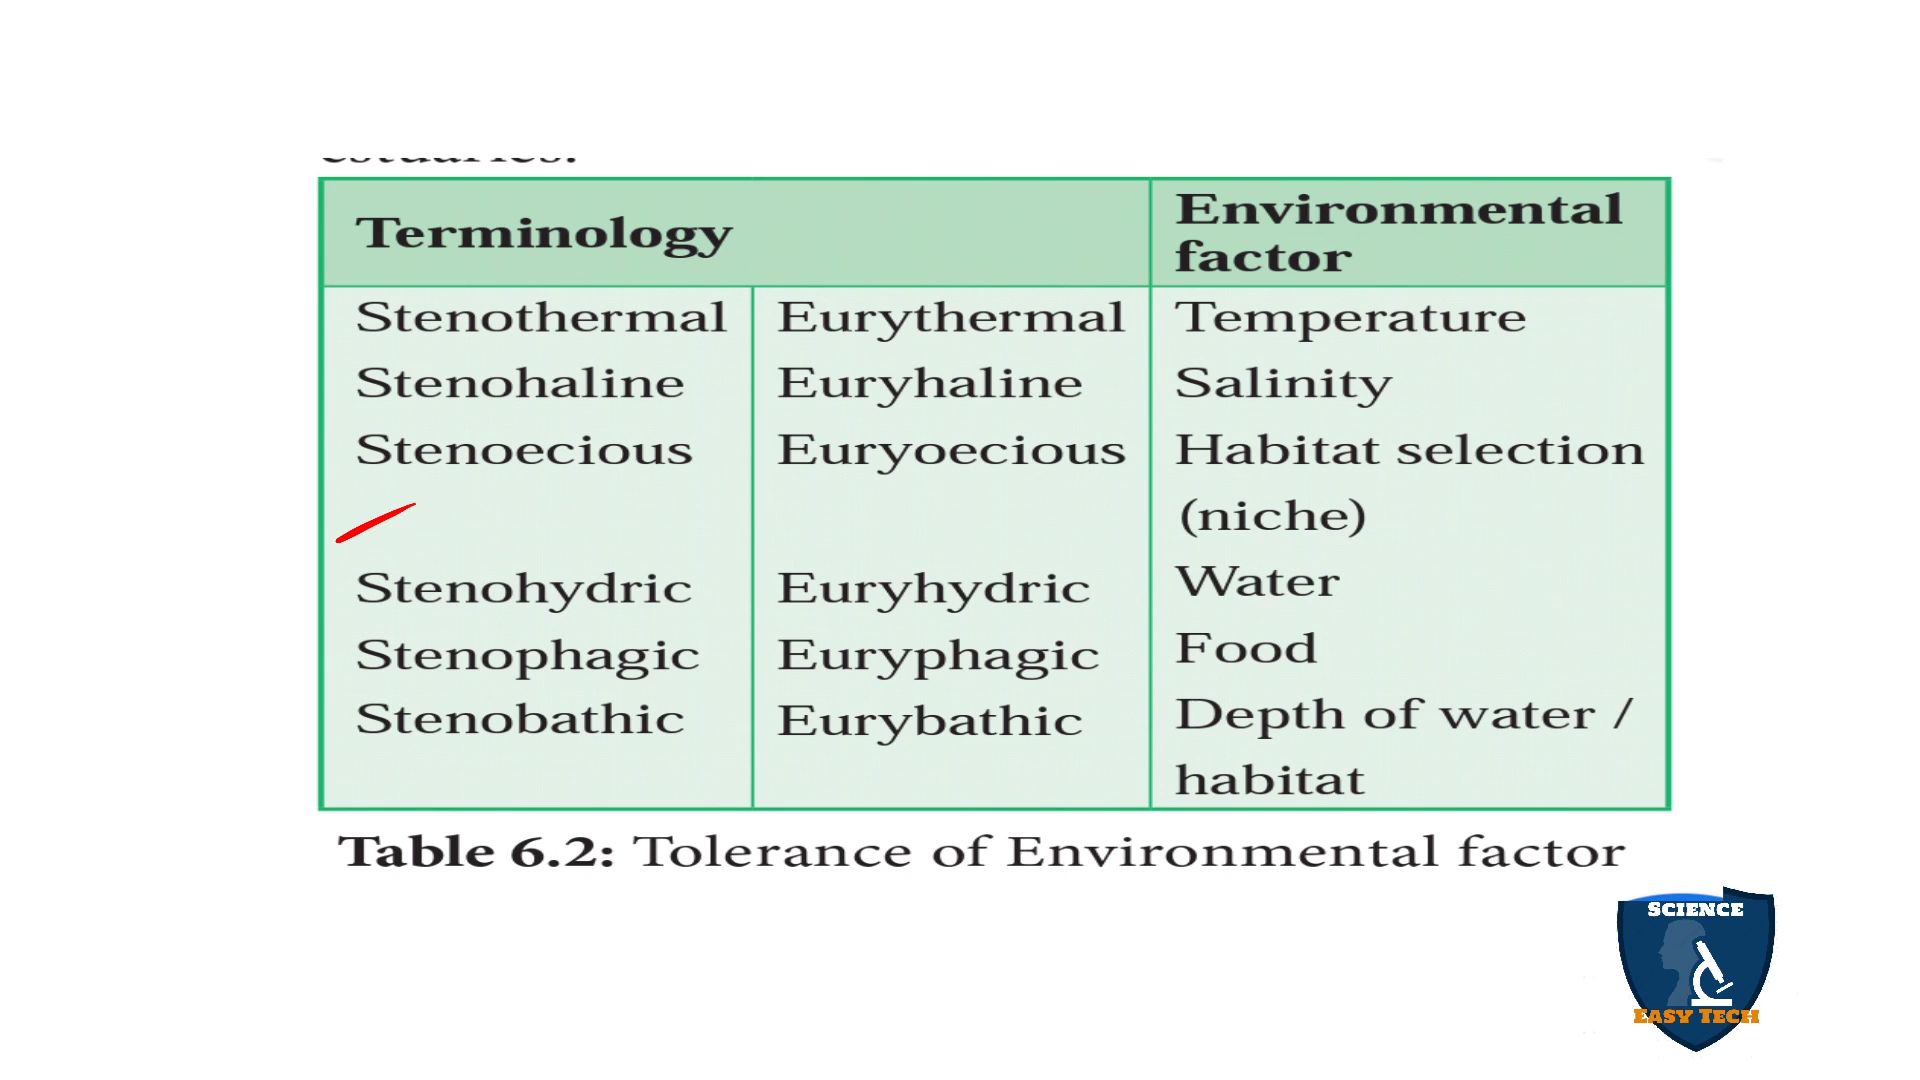 estuaries.
Terminology Environmental
factor
Stenothermal Eurythermal Temperature
Stenohaline Euryhaline Salinity
Stenoecious Euryoecious Habitat selection
(niche)
Stenohydric Euryhydric Water
Stenophagic Euryphagic Food
Stenobathic Eurybathic Depth of water /
habitat
Table 6.2: Tolerance of Environmental factor
SCIENCE
EASY TECH